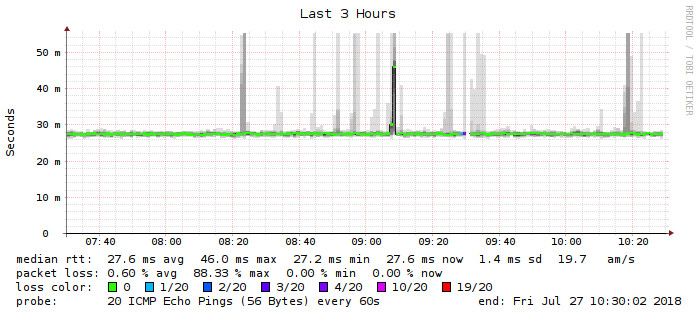 Last 3 Hours
RRDTOOL / TOBI OETIKER
Seconds
50 m
40 m
30 m
20 m
10 m
0
07:40 08:00 08:20 08:40 09:00 09:20 09:40 10:00 10:20
median rtt: 27.6 ms avg 46.0 ms max 27.2 ms min 27.6 ms now 1.4 ms sd 19.7 am/s
packet loss: 0.60 % avg 88.33 % max 0.00 % min 0.00 % now
loss color: 0 1/20 2/20 3/20 4/20 10/20 19/20
probe: 20 ICMP Echo Pings (56 Bytes) every 60s end: Fri Jul 27 10:30:02 2018